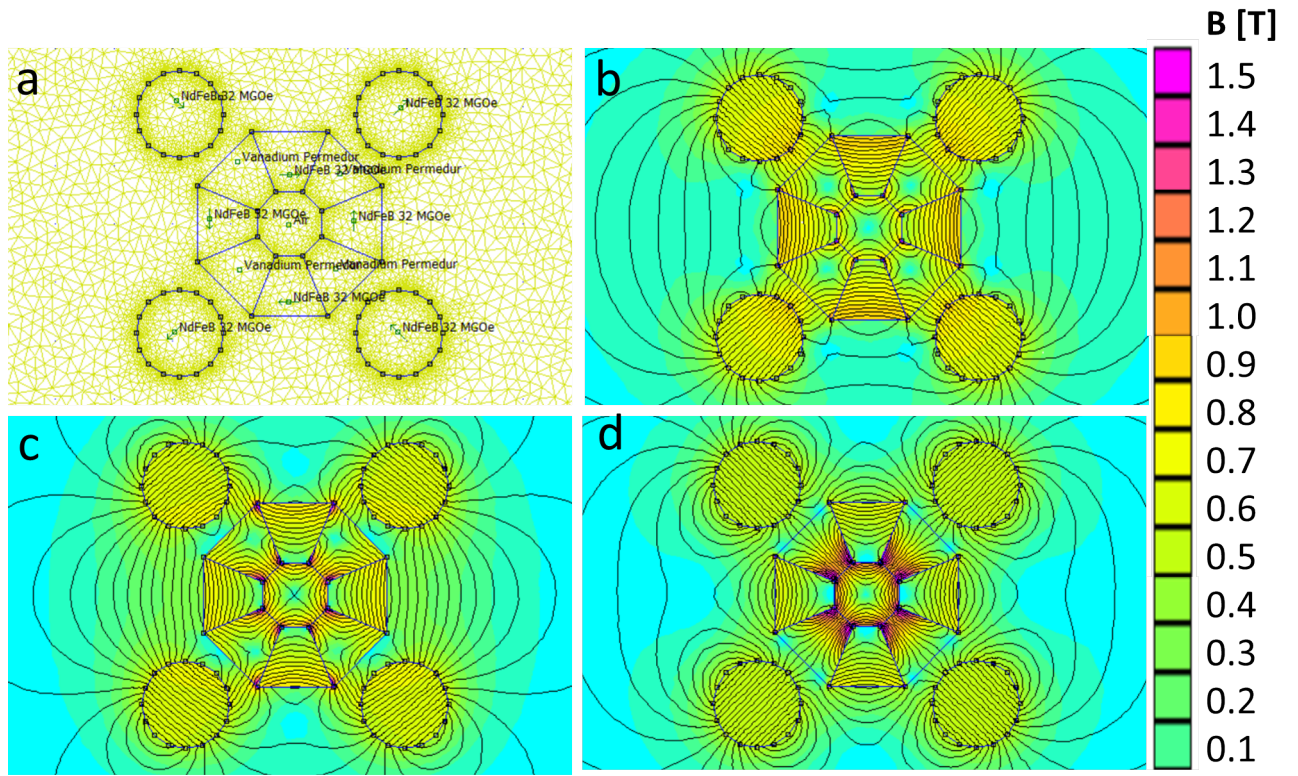 B [T]
a
NdFeB 32 MGOe
NdFeB 32 MGOe
Vanadium Permedur
NdFeB 32 MGOe
Vanadium Permedur
NdFeB 32 MGOe
Air
NdFeB 32 MGOe
Vanadium Permedur
Vanadium Permedur
NdFeB 32 MGOe
NdFeB 32 MGOe
NdFeB 32 MGOe
b
c
d
1.5
1.4
1.3
1.2
1.1
1.0
0.9
0.8
0.7
0.6
0.5
0.4
0.3
0.2
0.1